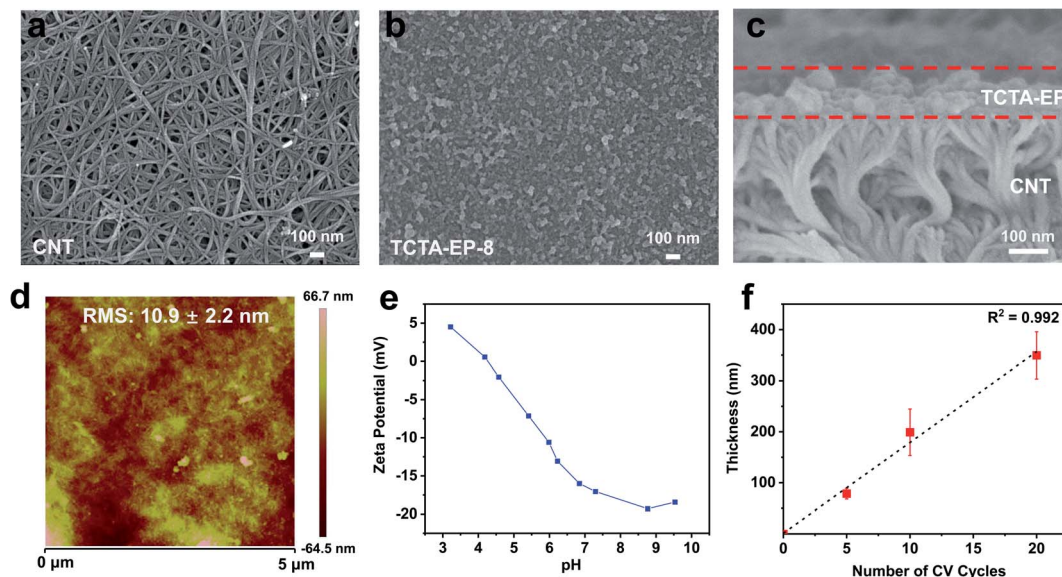 a
CNT
100 nm
b
TCTA-EP-8
100 nm
c
TCTA-EP
CNT
100 nm
d
RMS: 10.9 ± 2.2 nm
66.7 nm
-64.5 nm
0 µm
5 µm
e
Zeta Potential (mV)
5
0
-5
-10
-15
-20
3 4 5 6 7 8 9 10
pH
f
R² = 0.992
Thickness (nm)
400
300
200
100
0 5 10 15 20
Number of CV Cycles